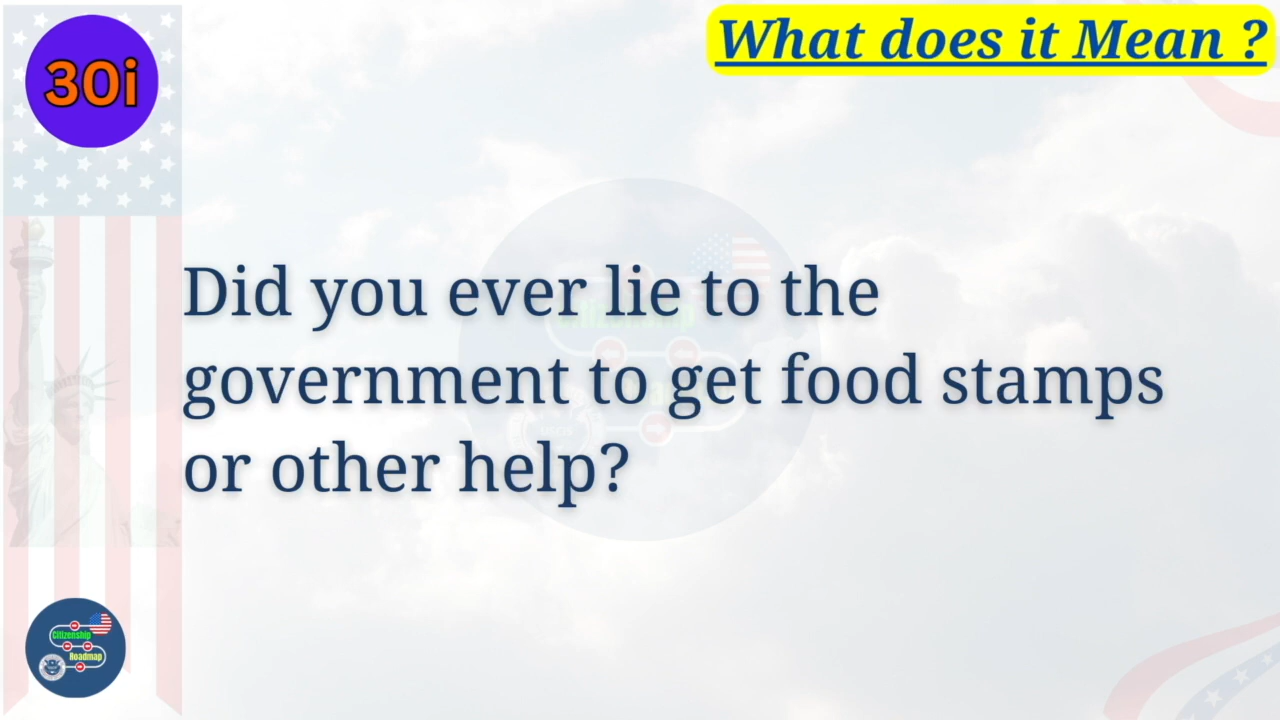 30i
What does it Mean ?
Did you ever lie to the
government to get food stamps
or other help?
Citizenship
Roadmap